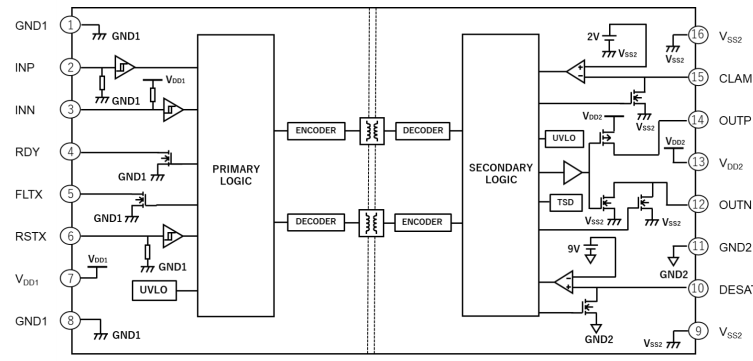 GND1
1
GND1
INP
2
GND1
V_DD1
INN
3
RDY
4
GND1
FLTX
5
GND1
RSTX
6
GND1
V_DD1
7
V_DD1
UVLO
GND1
8
GND1
PRIMARY
LOGIC
ENCODER
DECODER
DECODER
ENCODER
SECONDARY
LOGIC
2V
V_SS2
16
V_SS2
V_SS2
15
CLAM
V_SS2
V_DD2
14
OUTP
UVLO
V_DD2
13
V_DD2
TSD
12
OUTN
V_SS2
V_SS2
9V
11
GND2
GND2
10
DESAT
GND2
9
V_SS2
V_SS2